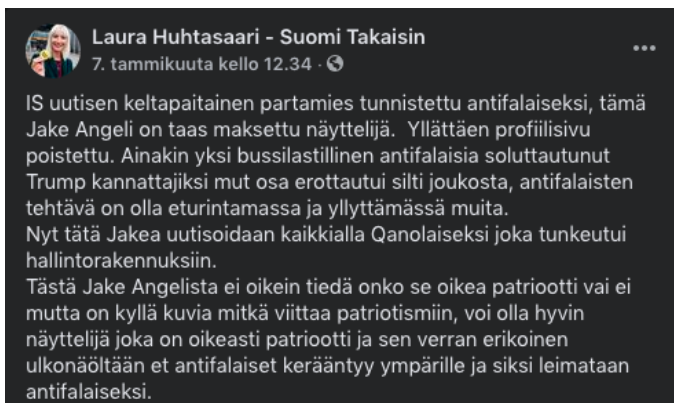 Laura Huhtasaari - Suomi Takaisin
7. tammikuuta kello 12.34 ·
IS uutisen keltapaitainen partamies tunnistettu antifalaiseksi, tämä
Jake Angeli on taas maksettu näyttelijä. Yllättäen profiilisivu
poistettu. Ainakin yksi bussilastillinen antifalaisia soluttautunut
Trump kannattajiksi mut osa erottautui silti joukosta, antifalaisten
tehtävä on olla eturintamassa ja yllyttämässä muita.
Nyt tätä Jakea uutisoidaan kaikkialla Qanolaiseksi joka tunkeutui
hallintorakennuksiin.
Tästä Jake Angelista ei oikein tiedä onko se oikea patriootti vai ei
mutta on kyllä kuvia mitkä viittaa patriotismiin, voi olla hyvin
näyttelijä joka on oikeasti patriootti ja sen verran erikoinen
ulkonäöltään et antifalaiset kerääntyy ympärille ja siksi leimataan
antifalaiseksi.